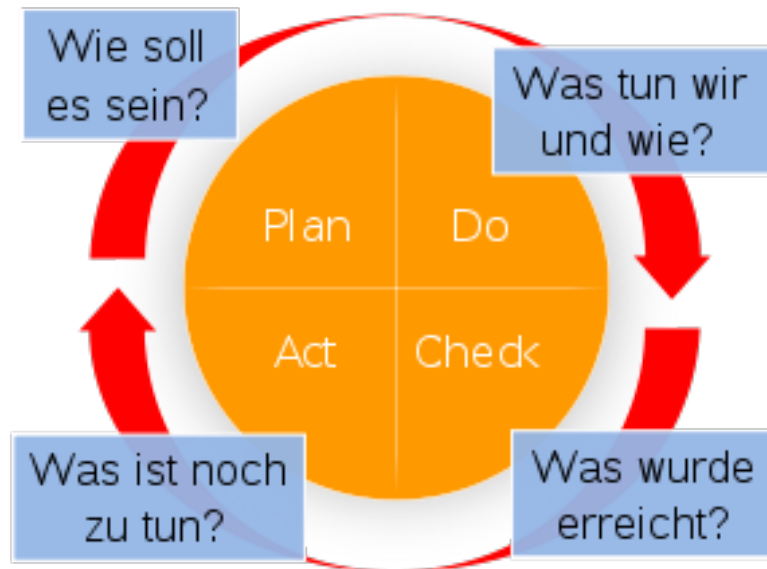 Wie soll
es sein?
Was tun wir
und wie?
Plan
Do
Act
Check
Was ist noch
zu tun?
Was wurde
erreicht?